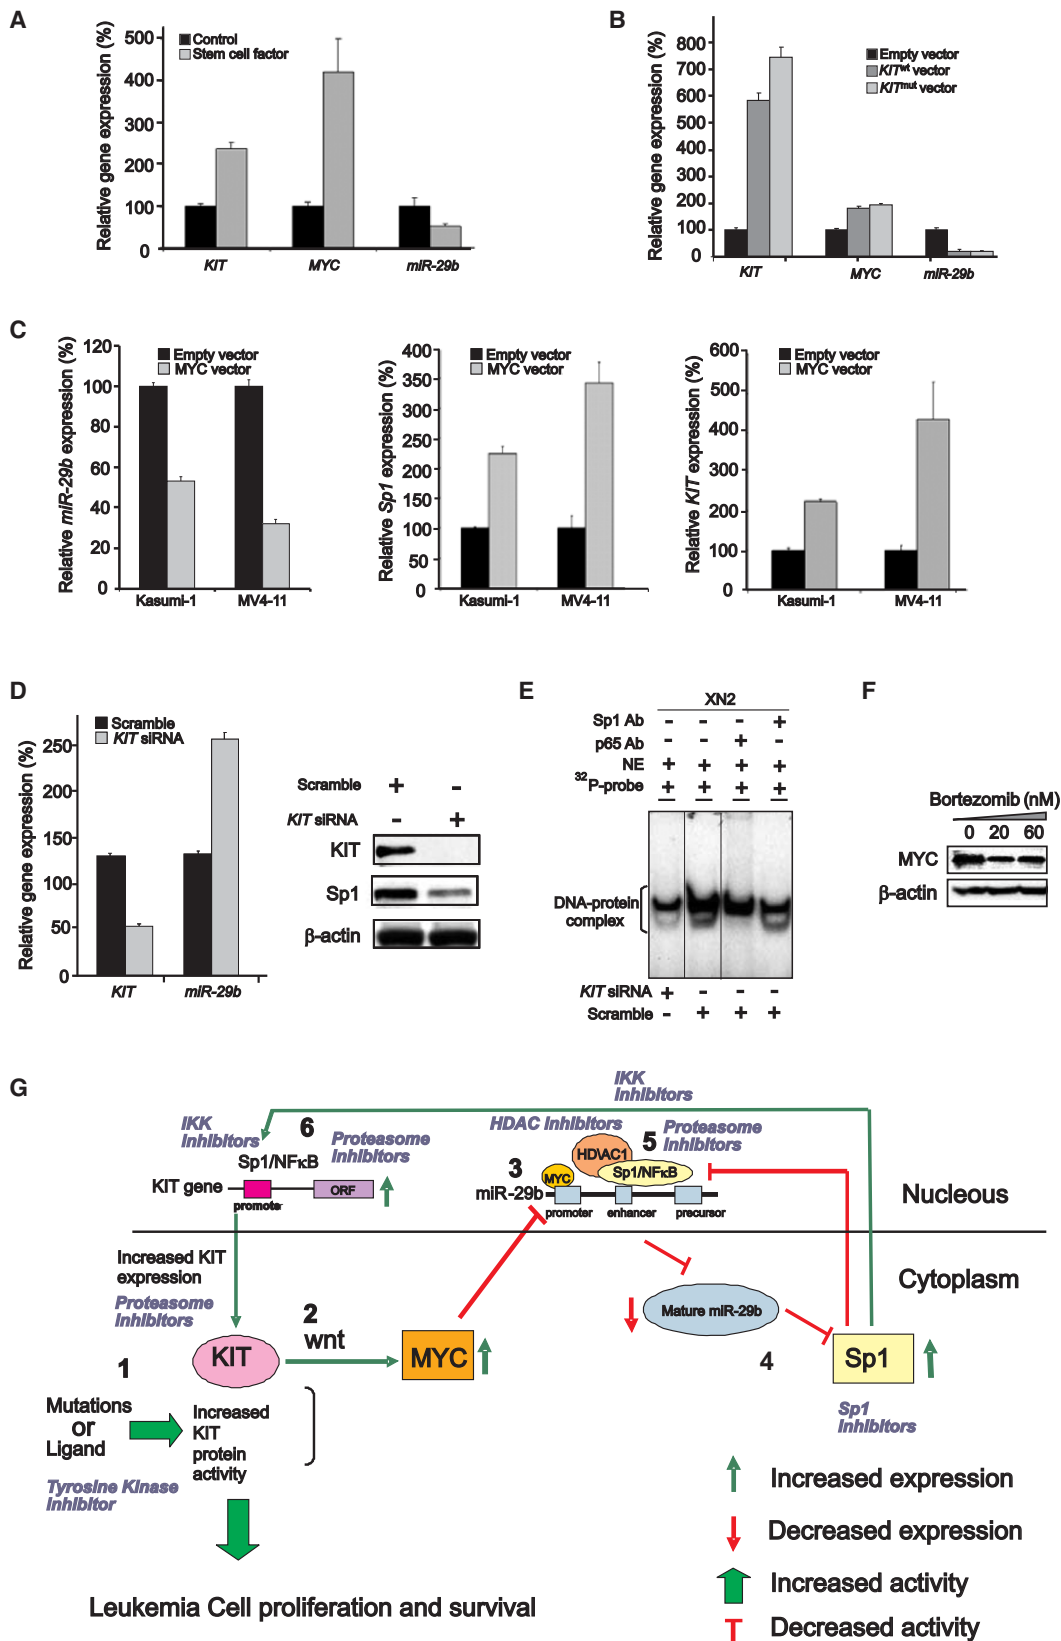 A
Relative gene expression (%)
500
400
300
200
100
0
Control
Stem cell factor
KIT
MYC
miR-29b
B
Relative gene expression (%)
800
700
600
500
400
300
200
100
0
Empty vector
KITwt vector
KITmut vector
KIT
MYC
miR-29b
C
Relative miR-29b expression (%)
120
100
80
60
40
20
0
Empty vector
MYC vector
Kasumi-1
MV4-11
Relative Sp1 expression (%)
400
350
300
250
200
150
100
50
0
Empty vector
MYC vector
Kasumi-1
MV4-11
Relative KIT expression (%)
600
500
400
300
200
100
0
Empty vector
MYC vector
Kasumi-1
MV4-11
D
Relative gene expression (%)
250
200
150
100
50
0
Scramble
KIT siRNA
KIT
miR-29b
Scramble + -
KIT siRNA - +
KIT
Sp1
β-actin
E
XN2
Sp1 Ab - - - +
p65 Ab - - + -
NE + + + +
32P-probe + + + +
DNA-protein
complex
KIT siRNA + - - -
Scramble - + + +
F
Bortezomib (nM)
0 20 60
MYC
β-actin
G
IKK
Inhibitors
IKK
Inhibitors
6
Proteasome
Inhibitors
Sp1/NFκB
KIT gene
ORF
promote
HDAC Inhibitors
5
Proteasome
Inhibitors
HD\AC1
Sp1/NFκB
3
MYC
miR-29b
promoter
enhancer
precursor
Nucleous
Cytoplasm
Increased KIT
expression
Proteasome
Inhibitors
2
wnt
KIT
MYC
Mature miR-29b
4
Sp1
Sp1
Inhibitors
1
Mutations
or
Ligand
Increased
KIT
protein
activity
Tyrosine Kinase
Inhibitor
Leukemia Cell proliferation and survival
Increased expression
Decreased expression
Increased activity
Decreased activity